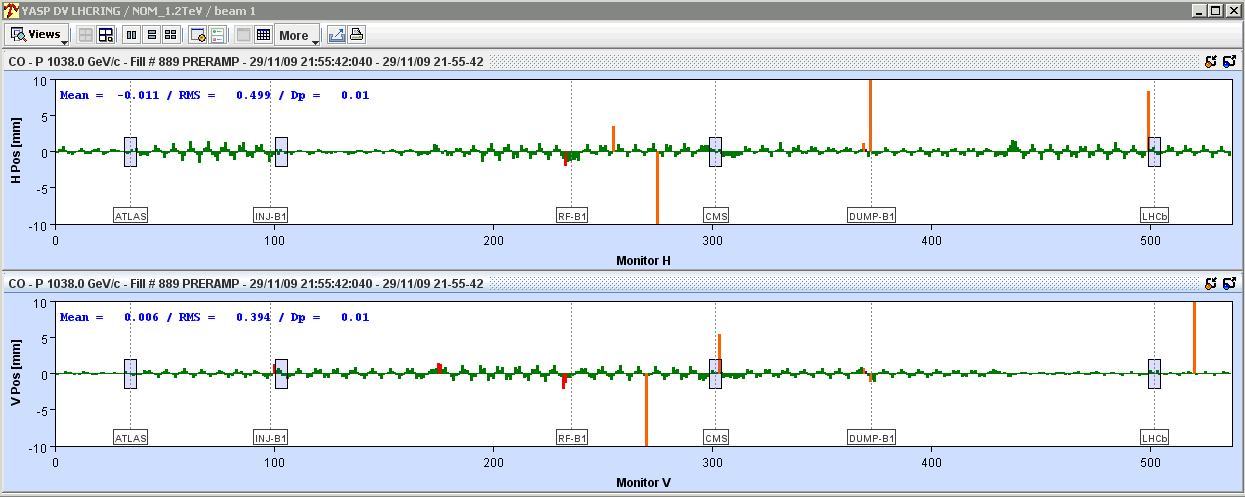 YASP DV LHCRING / NOM_1.2TeV / beam 1
Views More
CO - P 1038.0 GeV/c - Fill # 889 PRERAMP - 29/11/09 21:55:42:040 - 29/11/09 21-55-42
Mean = -0.011 / RMS = 0.499 / Dp = 0.01
H Pos [mm]
10
5
0
-5
-10
ATLAS INJ-B1 RF-B1 CMS DUMP-B1 LHCb
0 100 200 300 400 500
Monitor H
CO - P 1038.0 GeV/c - Fill # 889 PRERAMP - 29/11/09 21:55:42:040 - 29/11/09 21-55-42
Mean = 0.006 / RMS = 0.394 / Dp = 0.01
V Pos [mm]
10
5
0
-5
-10
ATLAS INJ-B1 RF-B1 CMS DUMP-B1 LHCb
0 100 200 300 400 500
Monitor V